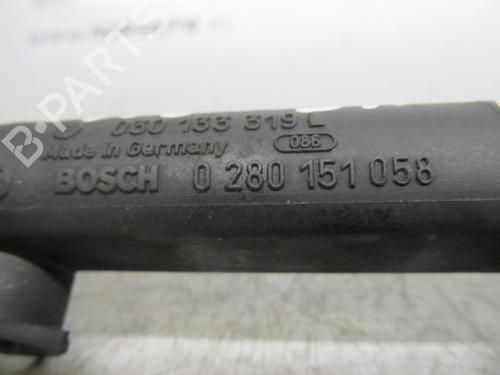 030 133 319 L
Made in Germany 086
BOSCH 0 280 151 058
B-PARTS